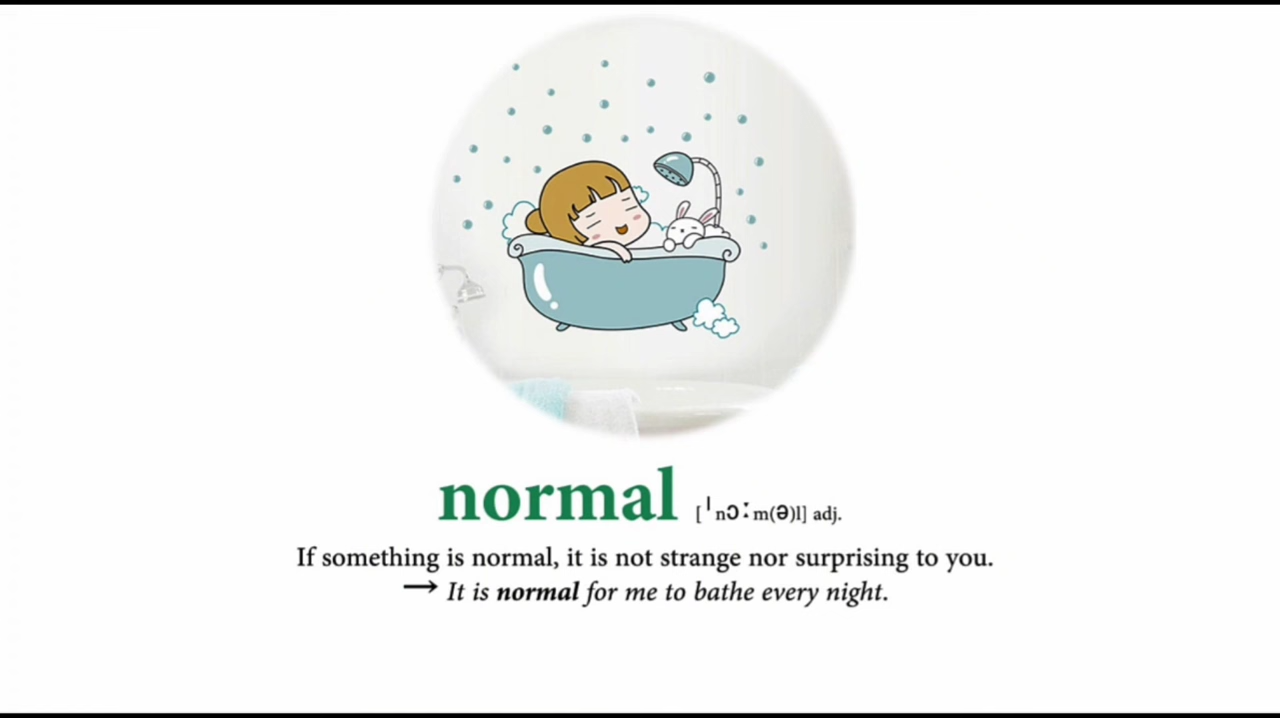 normal [ˈnɔːm(ə)l] adj.
If something is normal, it is not strange nor surprising to you.
→ It is normal for me to bathe every night.